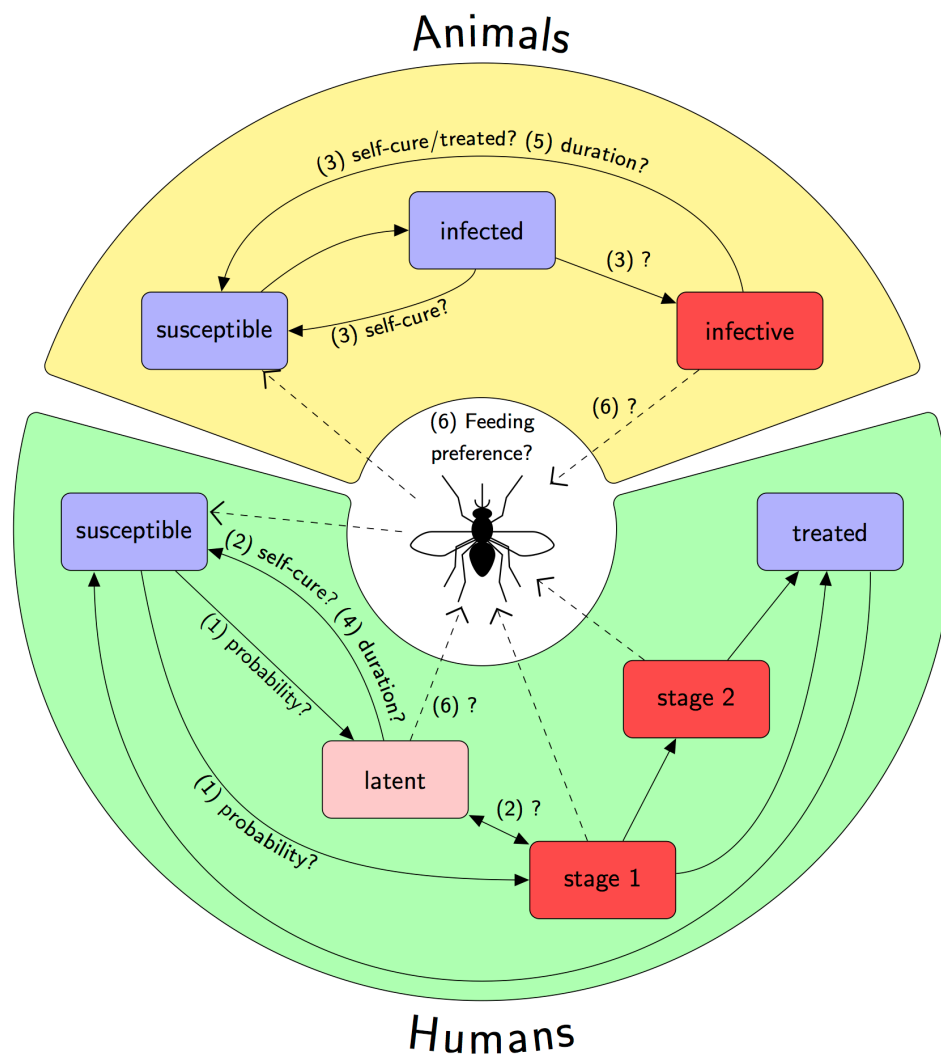 Animals
(3) self-cure/treated? (5) duration?
infected
(3) ?
susceptible
(3) self-cure?
infective
(6) ?
(6) Feeding
preference?
susceptible
treated
(2) self-cure? (4) duration?
(1) probability?
(6) ?
stage 2
latent
(2) ?
(1) probability?
stage 1
Humans